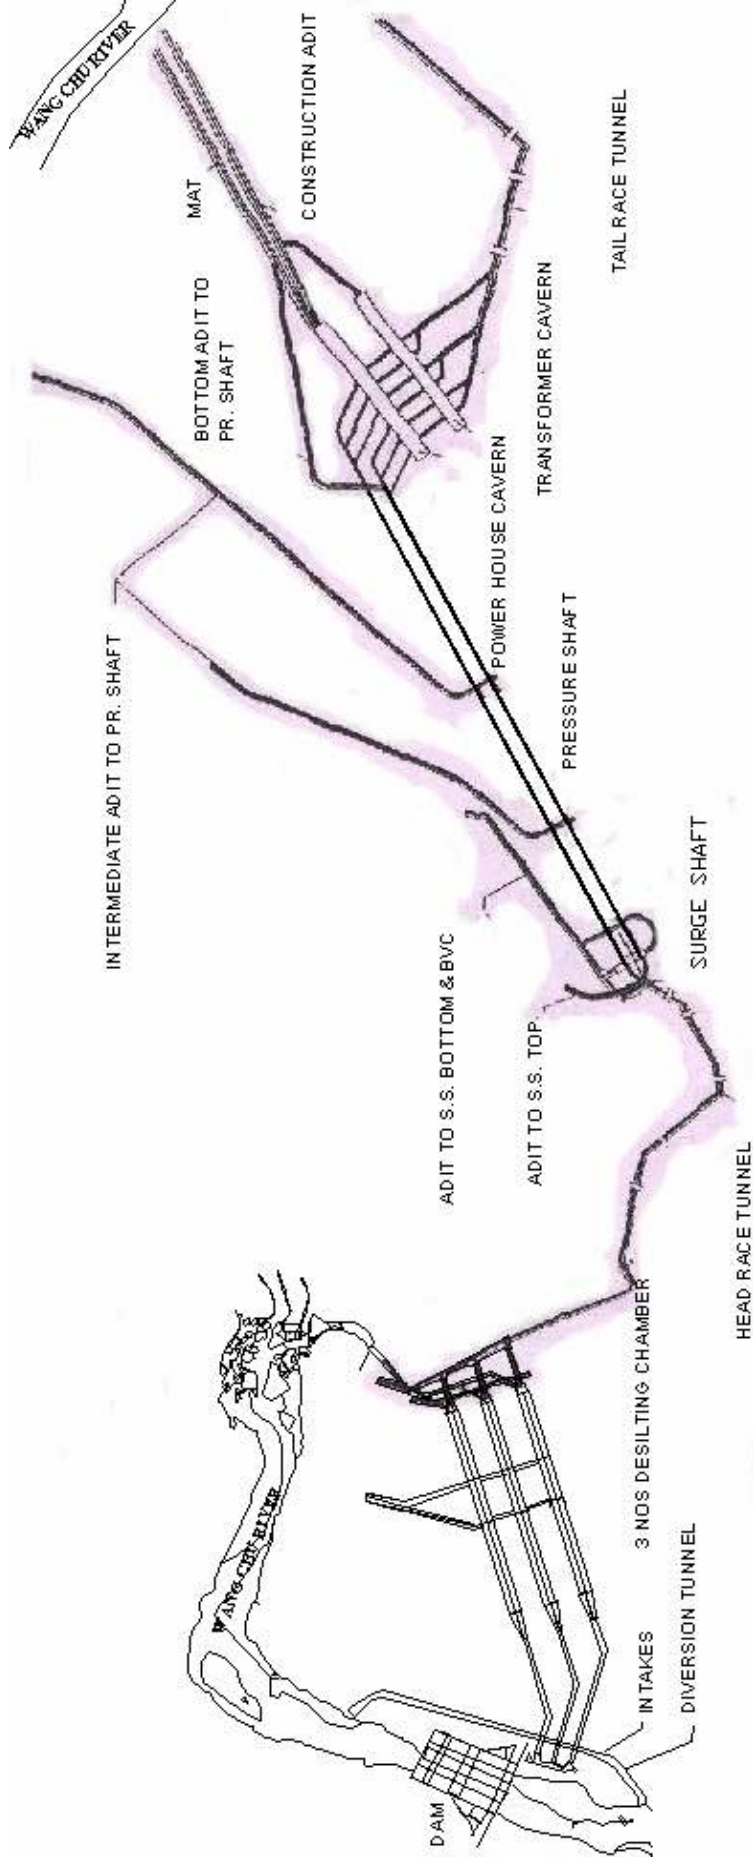 WANG CHU RIVER
MAT
CONSTRUCTION ADIT
BOTTOM ADIT TO
PR. SHAFT
TAIL RACE TUNNEL
TRANSFORMER CAVERN
POWER HOUSE CAVERN
INTERMEDIATE ADIT TO PR. SHAFT
PRESSURE SHAFT
SURGE SHAFT
ADIT TO S.S. BOTTOM & BVC
ADIT TO S.S. TOP
HEAD RACE TUNNEL
3 NOS DESILTING CHAMBER
WANG CHU RIVER
INTAKES
DIVERSION TUNNEL
DAM